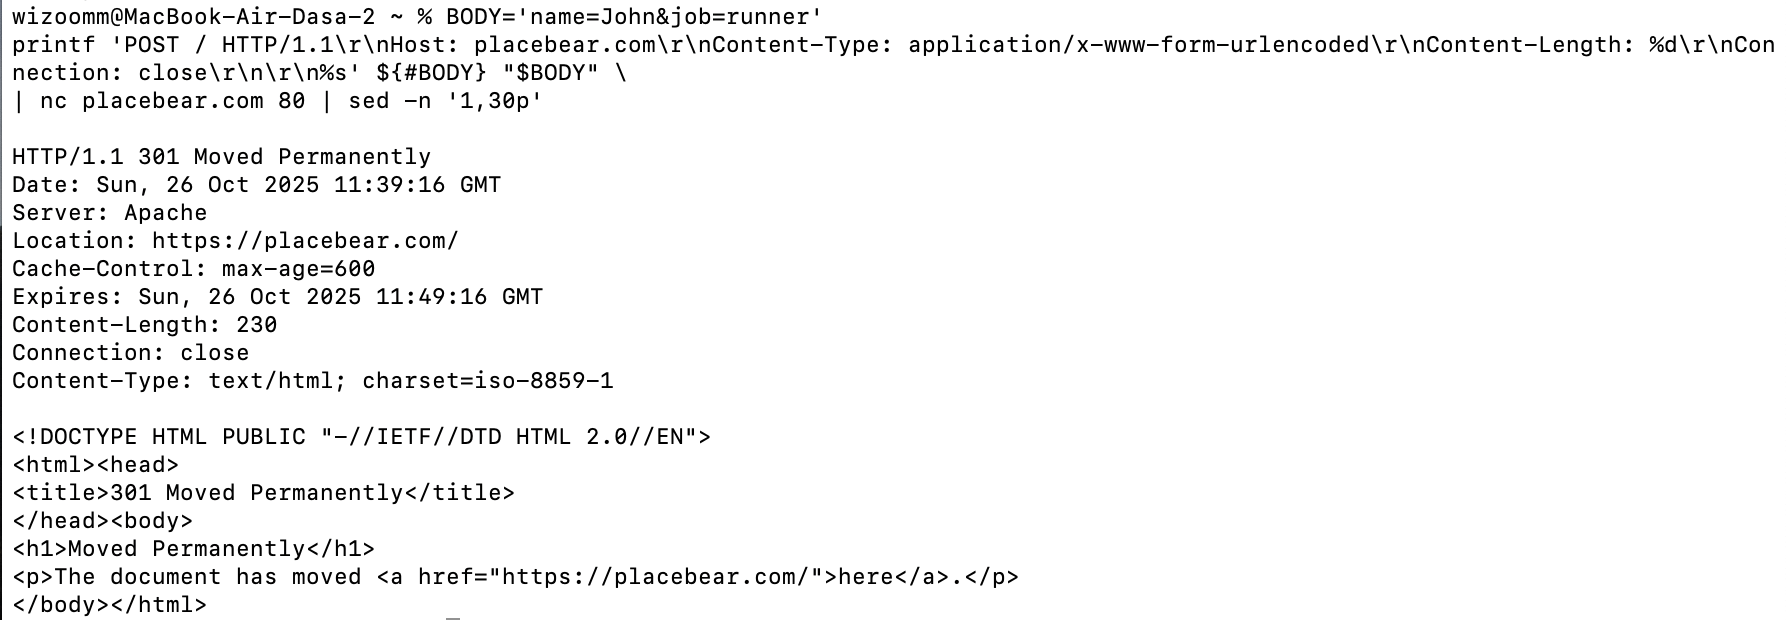 wizoomm@MacBook-Air-Dasa-2 ~ % BODY='name=John&job=runner'
printf 'POST / HTTP/1.1\r\nHost: placebear.com\r\nContent-Type: application/x-www-form-urlencoded\r\nContent-Length: %d\r\nCon
nection: close\r\n\r\n%s' ${#BODY} "$BODY" \
| nc placebear.com 80 | sed -n '1,30p'
HTTP/1.1 301 Moved Permanently
Date: Sun, 26 Oct 2025 11:39:16 GMT
Server: Apache
Location: https://placebear.com/
Cache-Control: max-age=600
Expires: Sun, 26 Oct 2025 11:49:16 GMT
Content-Length: 230
Connection: close
Content-Type: text/html; charset=iso-8859-1
<!DOCTYPE HTML PUBLIC "-//IETF//DTD HTML 2.0//EN">
<html><head>
<title>301 Moved Permanently</title>
</head><body>
<h1>Moved Permanently</h1>
<p>The document has moved <a href="https://placebear.com/">here</a>.</p>
</body></html>